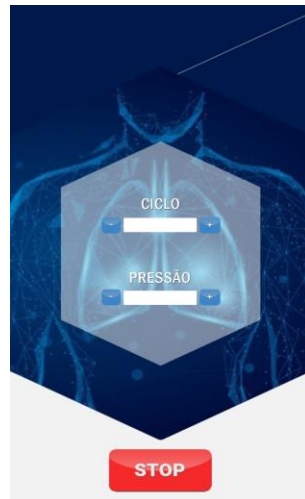 CICLO
- +
PRESSÃO
- +
STOP